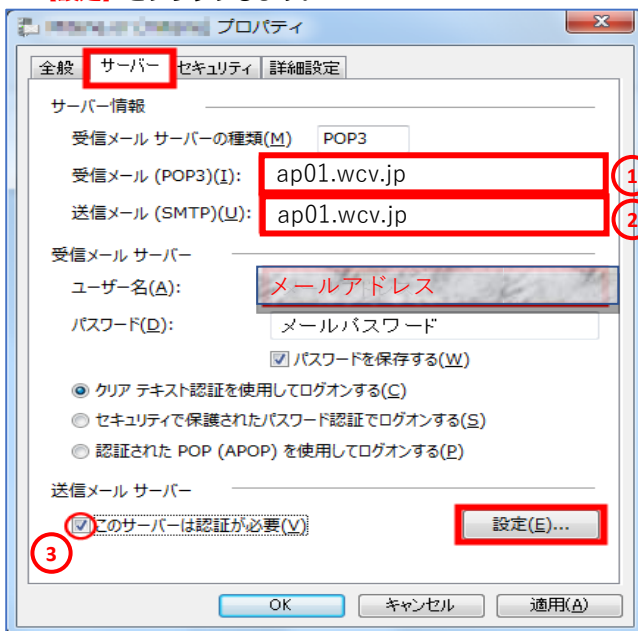 プロパティ
全般 サーバー セキュリティ 詳細設定
サーバー情報
受信メール サーバーの種類(M) POP3
受信メール (POP3)(I): ap01.wcv.jp
1
送信メール (SMTP)(U): ap01.wcv.jp
2
受信メール サーバー
ユーザー名(A): メールアドレス
パスワード(D): メールパスワード
パスワードを保存する(W)
クリア テキスト認証を使用してログオンする(C)
セキュリティで保護されたパスワード認証でログオンする(S)
認証された POP (APOP) を使用してログオンする(P)
送信メール サーバー
このサーバーは認証が必要(V) 設定(E)...
3
OK キャンセル 適用(A)